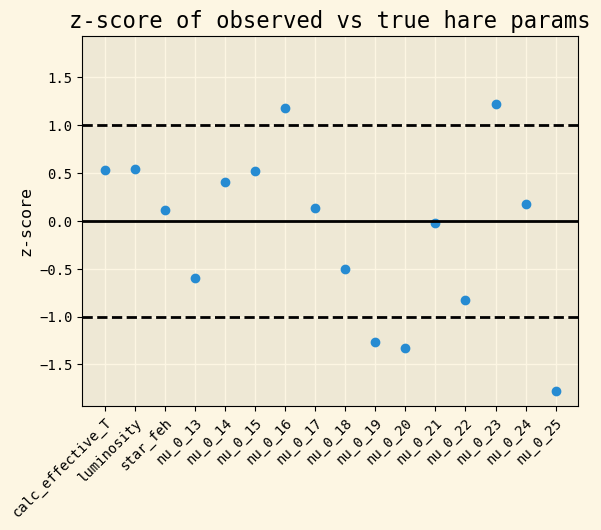 z-score of observed vs true hare params
z-score
1.5
1.0
0.5
0.0
−0.5
−1.0
−1.5
calc_effective_T
luminosity
star_feh
nu_0_13
nu_0_14
nu_0_15
nu_0_16
nu_0_17
nu_0_18
nu_0_19
nu_0_20
nu_0_21
nu_0_22
nu_0_23
nu_0_24
nu_0_25